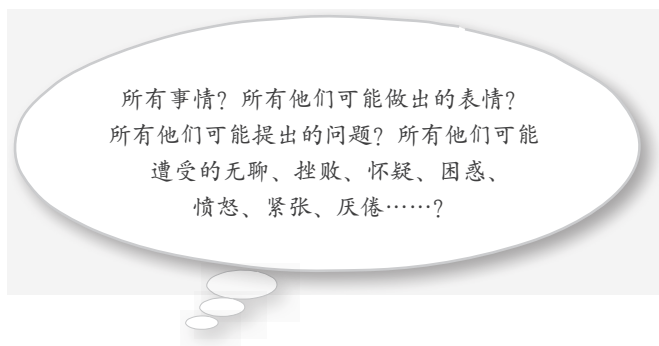 所有事情？所有他们可能做出的表情？
所有他们可能提出的问题？所有他们可能
遭受的无聊、挫败、怀疑、困惑、
愤怒、紧张、厌倦……？